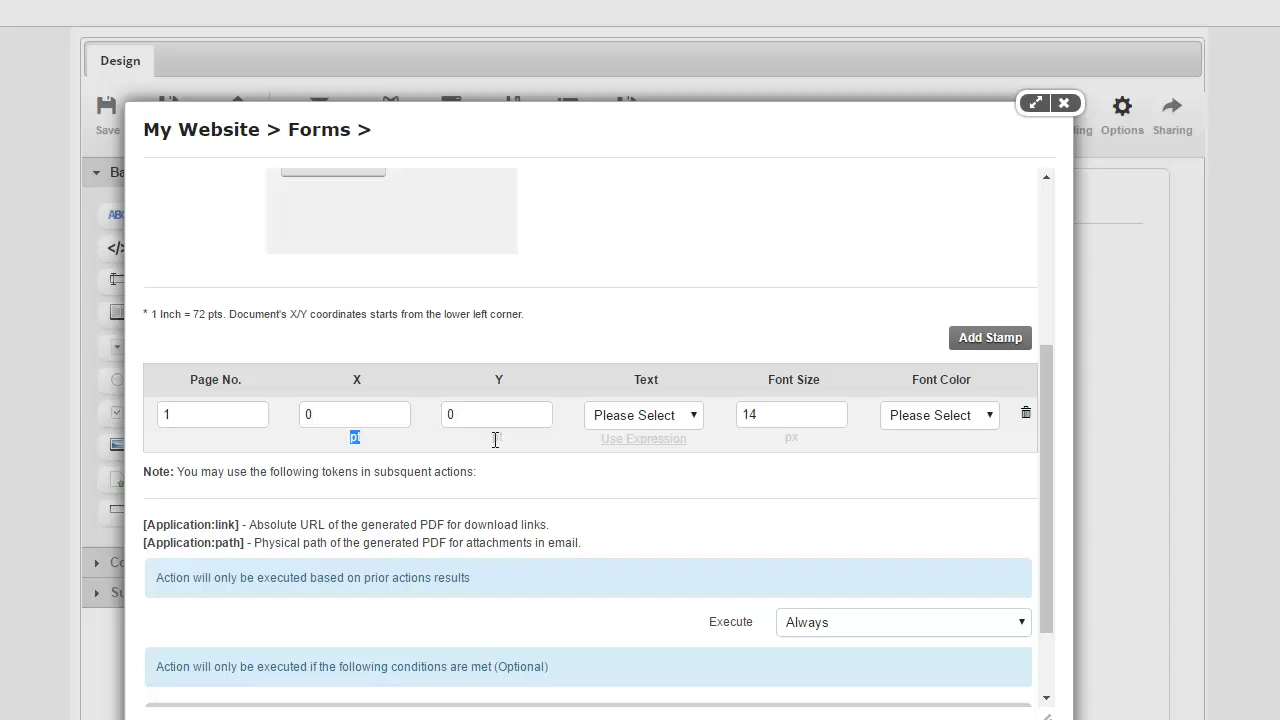 Design
Save
Options
Sharing
My Website > Forms >
Ba
ABC
</>
* 1 Inch = 72 pts. Document's X/Y coordinates starts from the lower left corner.
Add Stamp
Page No. X Y Text Font Size Font Color
1 0 0 Please Select 14 Please Select
pt Use Expression px
Note: You may use the following tokens in subsquent actions:
[Application:link] - Absolute URL of the generated PDF for download links.
[Application:path] - Physical path of the generated PDF for attachments in email.
Co
Action will only be executed based on prior actions results
Su
Execute Always
Action will only be executed if the following conditions are met (Optional)